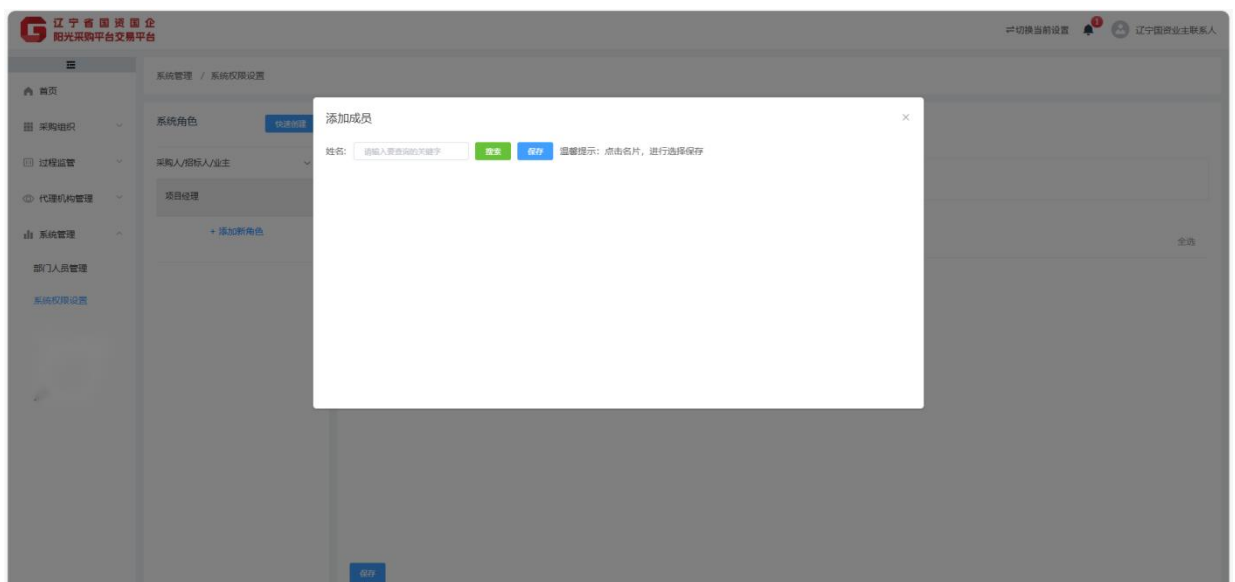 辽宁省国资国企
阳光采购平台交易平台
切换当前设置
1
辽宁国资业主联系人
首页
采购组织
过程监管
代理机构管理
系统管理
部门人员管理
系统权限设置
系统管理 / 系统权限设置
系统角色
快速创建
采购人/招标人/业主
项目经理
+ 添加新角色
添加成员
姓名: 请输入要查询的关键字 搜索 保存 温馨提示：点击名片，进行选择保存
全选
保存